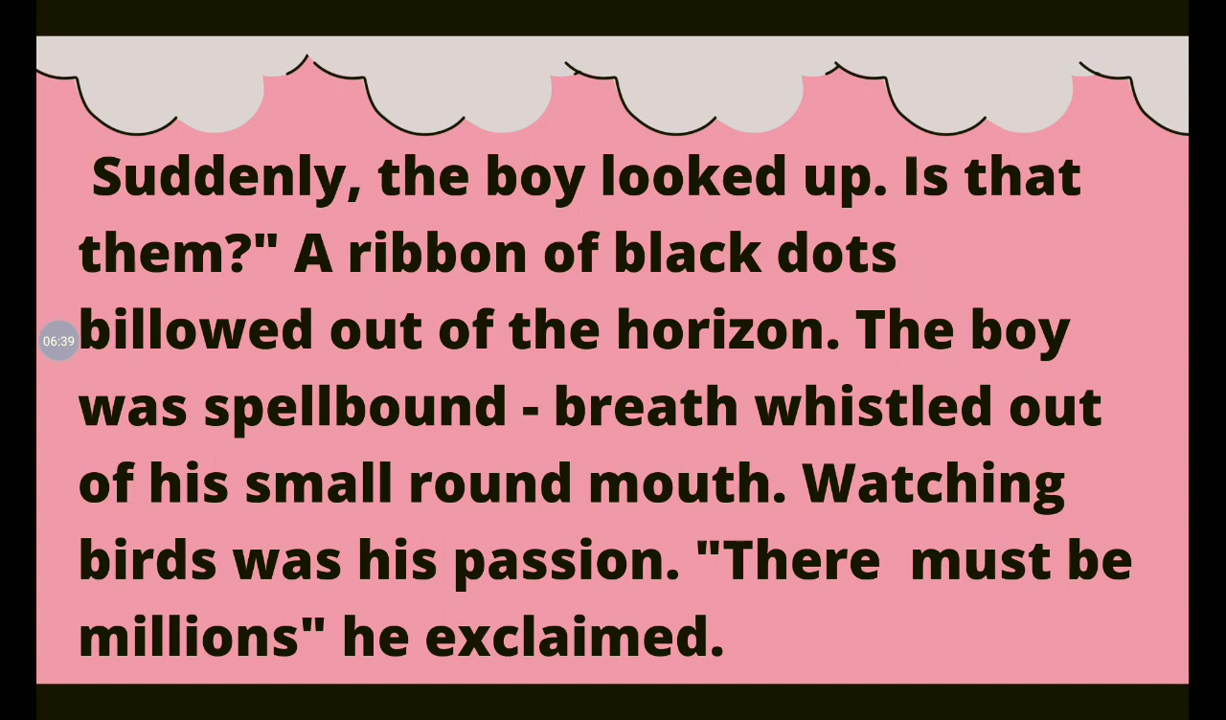 Suddenly, the boy looked up. Is that
them?" A ribbon of black dots
billowed out of the horizon. The boy
was spellbound - breath whistled out
of his small round mouth. Watching
birds was his passion. "There  must be
millions" he exclaimed.
06:39